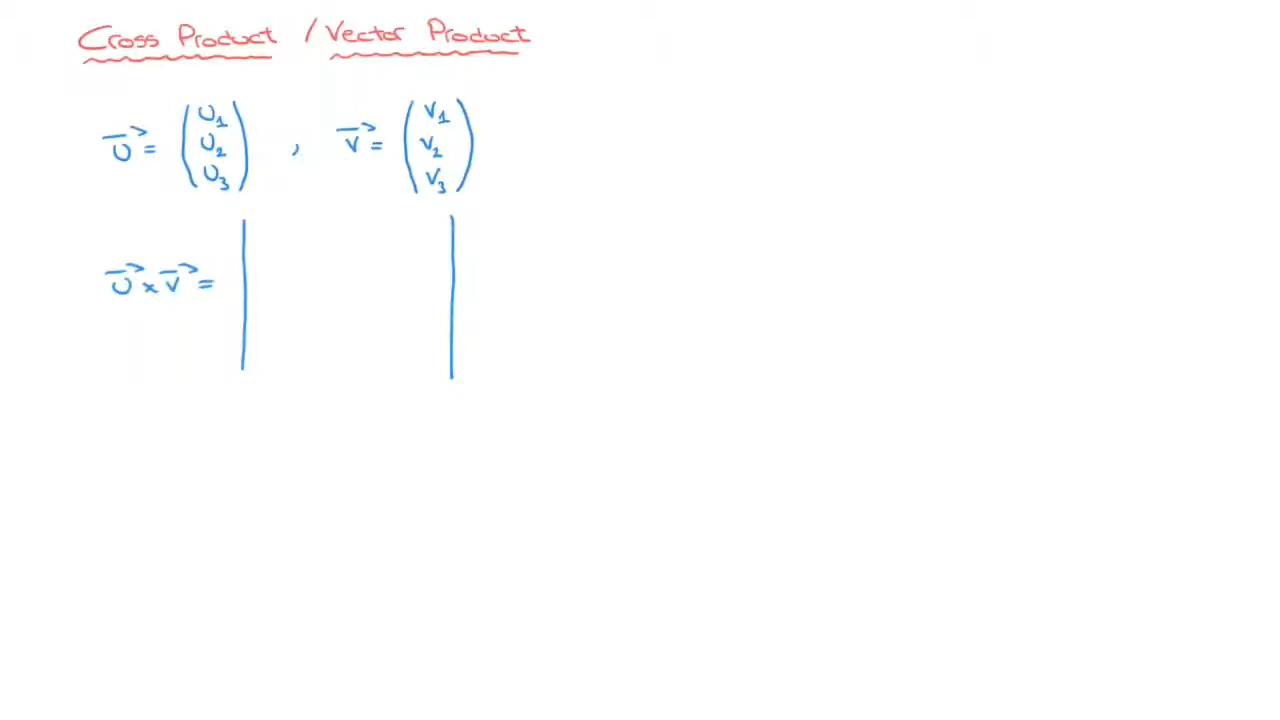 Cross Product / Vector Product
U⃗ = (U₁ U₂ U₃) , V⃗ = (V₁ V₂ V₃)
U⃗ × V⃗ = | |